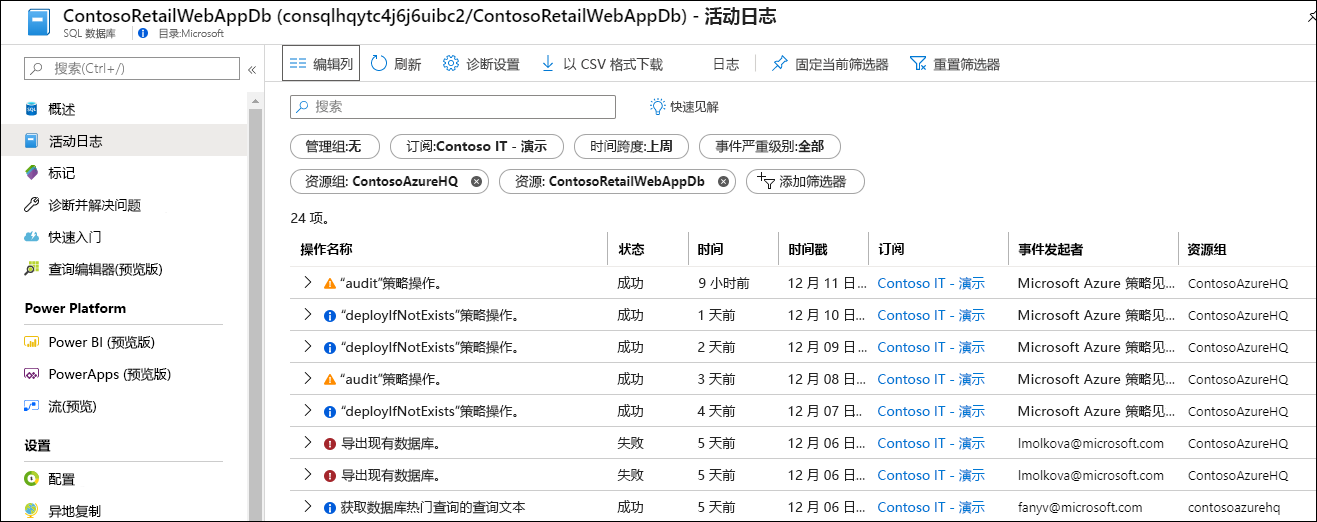 ContosoRetailWebAppDb (consqlhqytc4j6j6uibc2/ContosoRetailWebAppDb) - 活动日志
SQL 数据库 目录:Microsoft
搜索(Ctrl+/)
概述
活动日志
标记
诊断并解决问题
快速入门
查询编辑器(预览版)
Power Platform
Power BI (预览版)
PowerApps (预览版)
流(预览)
设置
配置
异地复制
编辑列 刷新 诊断设置 以 CSV 格式下载 日志 固定当前筛选器 重置筛选器
搜索 快速见解
管理组:无 订阅:Contoso IT - 演示 时间跨度:上周 事件严重级别:全部
资源组: ContosoAzureHQ 资源: ContosoRetailWebAppDb 添加筛选器
24 项。
操作名称 状态 时间 时间戳 订阅 事件发起者 资源组
“audit”策略操作。 成功 9 小时前 12 月 11 日... Contoso IT - 演示 Microsoft Azure 策略见... ContosoAzureHQ
“deployIfNotExists”策略操作。 成功 1 天前 12 月 10 日... Contoso IT - 演示 Microsoft Azure 策略见... ContosoAzureHQ
“deployIfNotExists”策略操作。 成功 2 天前 12 月 09 日... Contoso IT - 演示 Microsoft Azure 策略见... ContosoAzureHQ
“audit”策略操作。 成功 3 天前 12 月 08 日... Contoso IT - 演示 Microsoft Azure 策略见... ContosoAzureHQ
“deployIfNotExists”策略操作。 成功 4 天前 12 月 07 日... Contoso IT - 演示 Microsoft Azure 策略见... ContosoAzureHQ
导出现有数据库。 失败 5 天前 12 月 06 日... Contoso IT - 演示 lmolkova@microsoft.com ContosoAzureHQ
导出现有数据库。 失败 5 天前 12 月 06 日... Contoso IT - 演示 lmolkova@microsoft.com ContosoAzureHQ
获取数据库热门查询的查询文本 成功 5 天前 12 月 06 日... Contoso IT - 演示 fanyv@microsoft.com contosoazurehq